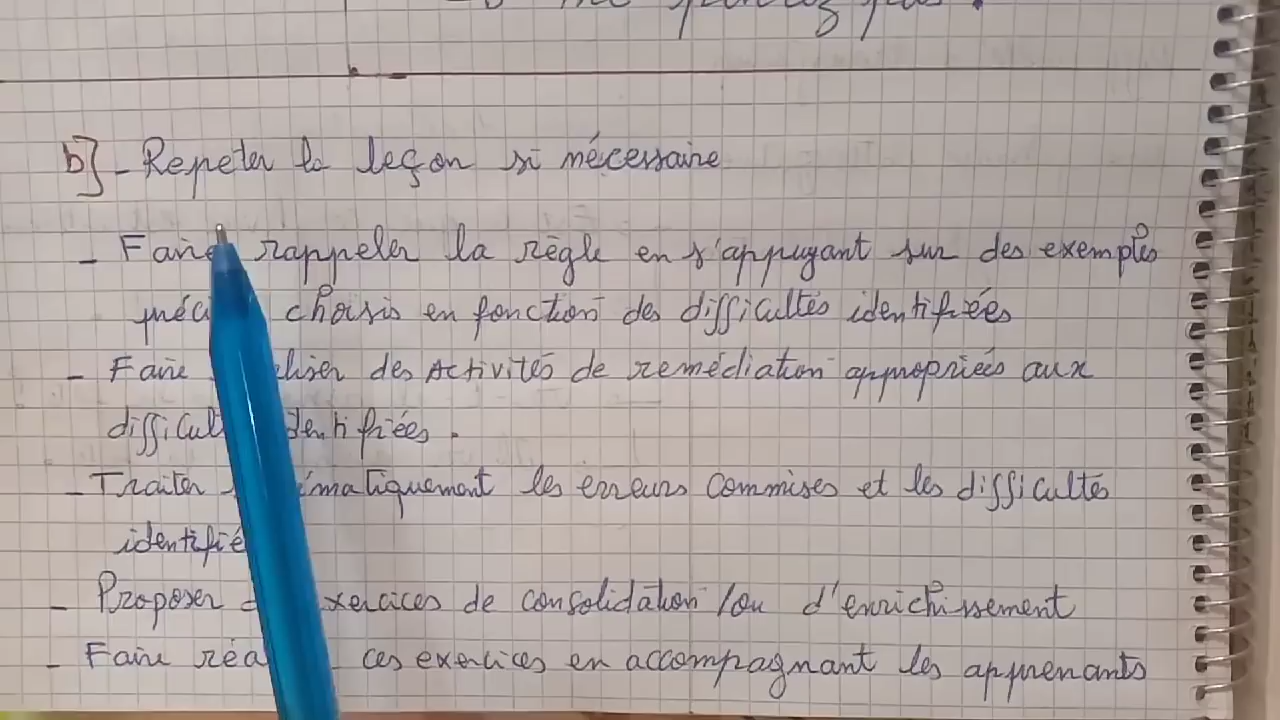 ne
b] - Repeter la leçon si nécessaire
- Faire rappeler la règle en s'appuyant sur des exemples
choisis en fonction des difficultés identifiées
- Faire des Activités de remédiation appropriées aux
identifiées.
- Traiter les erreurs commises et les difficultés
- Proposer exercices de consolidation /ou d'enrichissement
- Faire ces exercices en accompagnant les apprenants